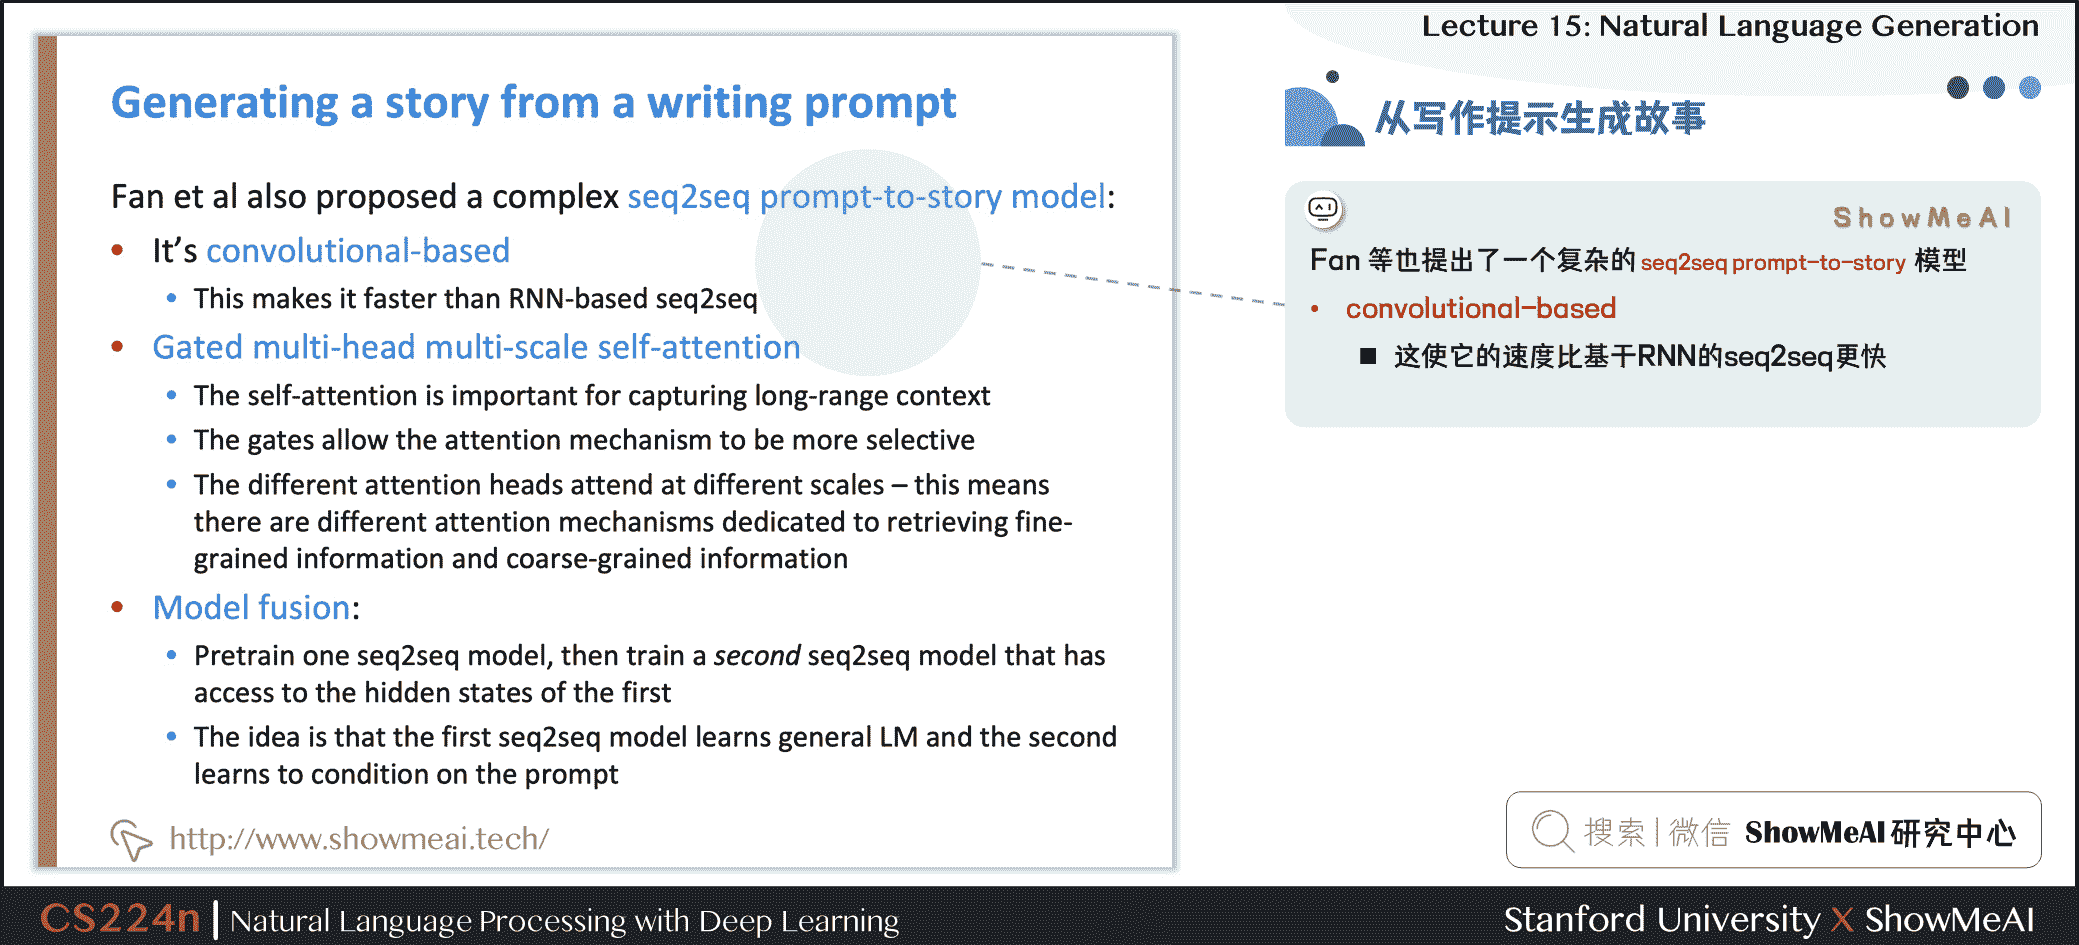 Lecture 15: Natural Language Generation
Generating a story from a writing prompt
Fan et al also proposed a complex seq2seq prompt-to-story model:
• It’s convolutional-based
• This makes it faster than RNN-based seq2seq
• Gated multi-head multi-scale self-attention
• The self-attention is important for capturing long-range context
• The gates allow the attention mechanism to be more selective
• The different attention heads attend at different scales – this means
there are different attention mechanisms dedicated to retrieving fine-
grained information and coarse-grained information
• Model fusion:
• Pretrain one seq2seq model, then train a second seq2seq model that has
access to the hidden states of the first
• The idea is that the first seq2seq model learns general LM and the second
learns to condition on the prompt
http://www.showmeai.tech/
从写作提示生成故事
ShowMeAI
Fan 等也提出了一个复杂的 seq2seq prompt-to-story 模型
• convolutional-based
■ 这使它的速度比基于RNN的seq2seq更快
搜索 | 微信 ShowMeAI 研究中心
CS224n | Natural Language Processing with Deep Learning
Stanford University X ShowMeAI